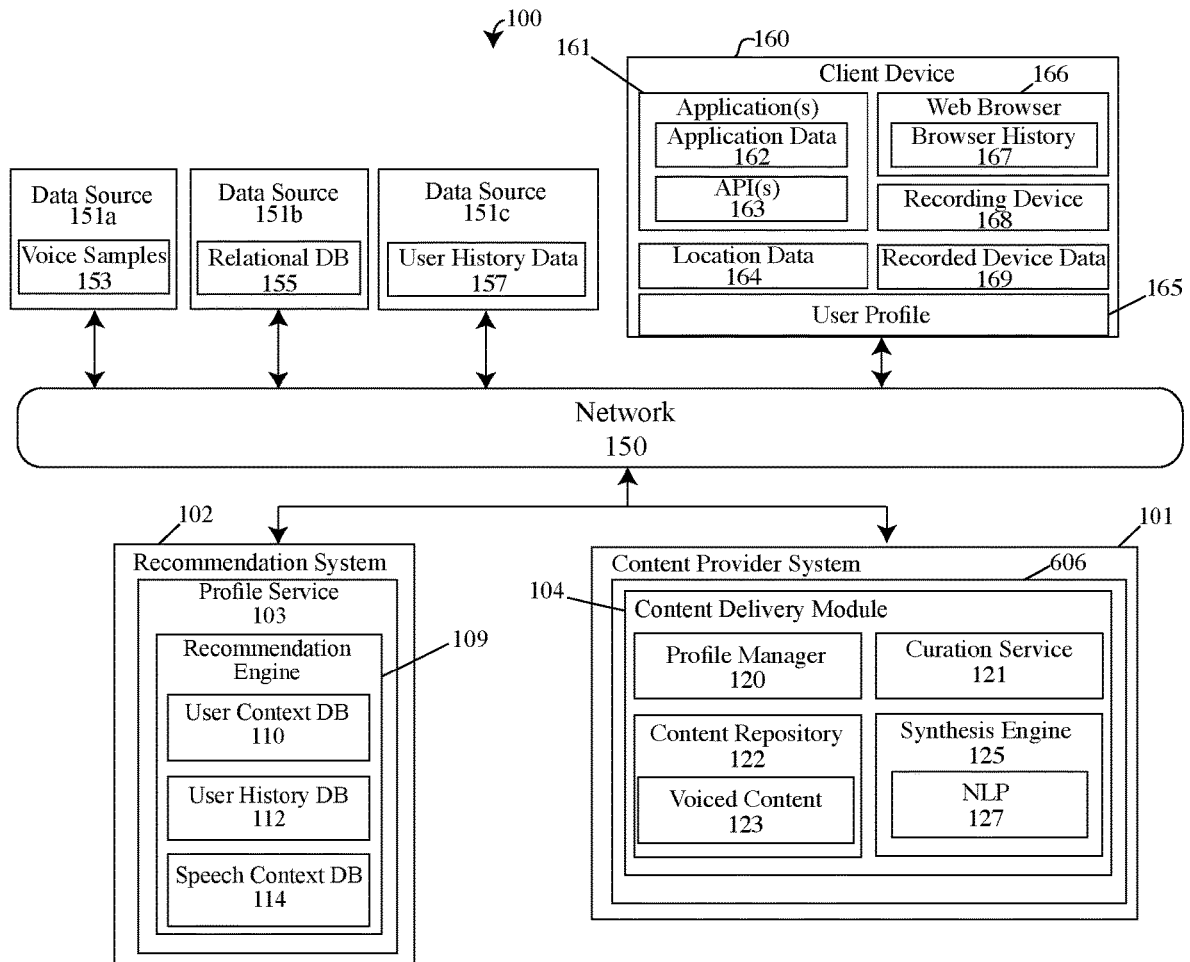 100
160
161
Client Device
166
Application(s)
Application Data
162
API(s)
163
Web Browser
Browser History
167
Recording Device
168
Location Data
164
Recorded Device Data
169
User Profile
165
Data Source
151a
Voice Samples
153
Data Source
151b
Relational DB
155
Data Source
151c
User History Data
157
Network
150
102
Recommendation System
Profile Service
103
109
Recommendation
Engine
User Context DB
110
User History DB
112
Speech Context DB
114
101
Content Provider System
606
104
Content Delivery Module
Profile Manager
120
Curation Service
121
Content Repository
122
Voiced Content
123
Synthesis Engine
125
NLP
127